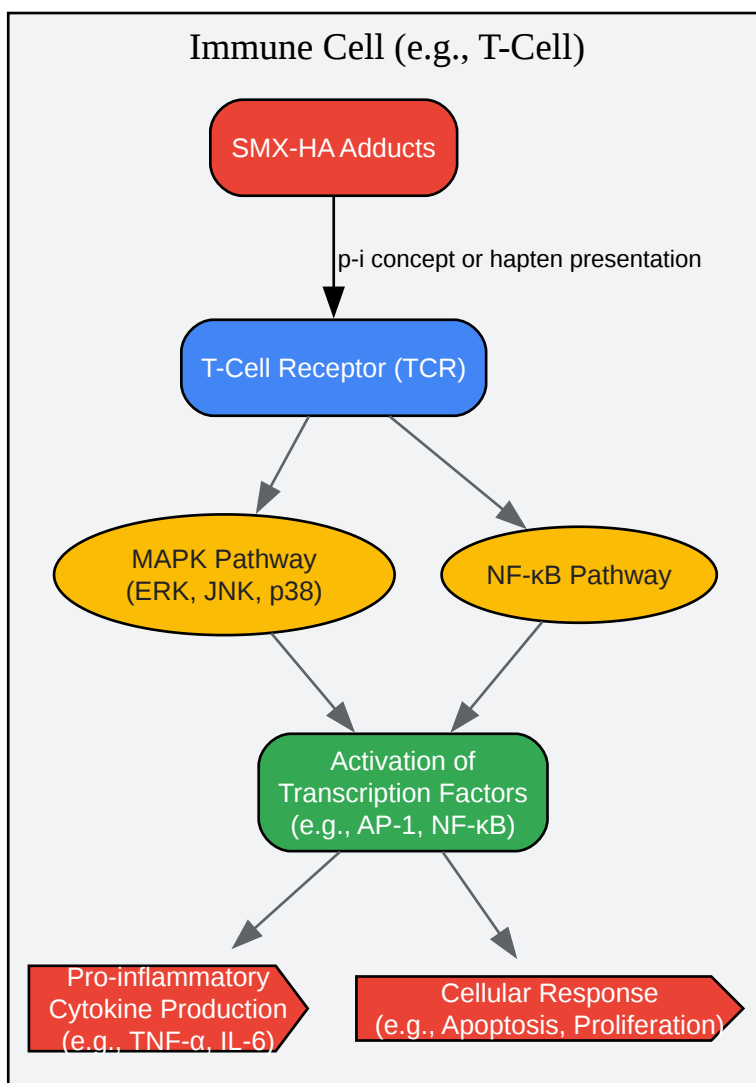 Immune Cell (e.g., T-Cell)
SMX-HA Adducts
p-i concept or hapten presentation
T-Cell Receptor (TCR)
MAPK Pathway
(ERK, JNK, p38)
NF-κB Pathway
Activation of
Transcription Factors
(e.g., AP-1, NF-κB)
Pro-inflammatory
Cytokine Production
(e.g., TNF-α, IL-6)
Cellular Response
(e.g., Apoptosis, Proliferation)